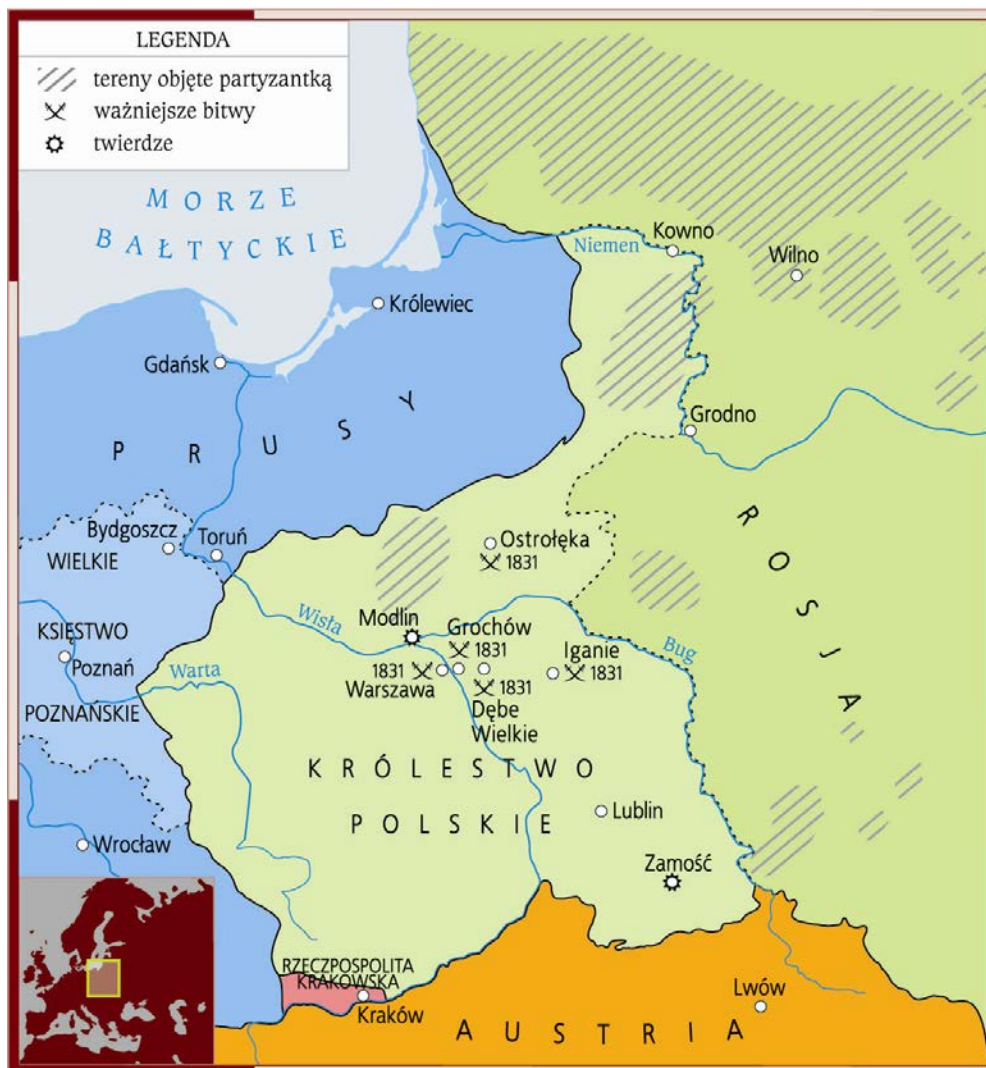 LEGENDA
tereny objęte partyzantką
ważniejsze bitwy
twierdze
MORZE
BAŁTYCKIE
Niemen
Kowno
Wilno
Królewiec
Gdańsk
PRUSY
Grodno
Bydgoszcz
Toruń
WIELKIE
KSIĘSTWO
Poznań
POZNAŃSKIE
ROSJA
Ostrołęka
1831
Wisła
Modlin
Grochów
1831
Iganie
1831
Bug
Warta
1831
Warszawa
1831
Dębe
Wielkie
KRÓLESTWO
POLSKIE
Lublin
Wrocław
Zamość
RZECZPOSPOLITA
KRAKOWSKA
Kraków
Lwów
AUSTRIA